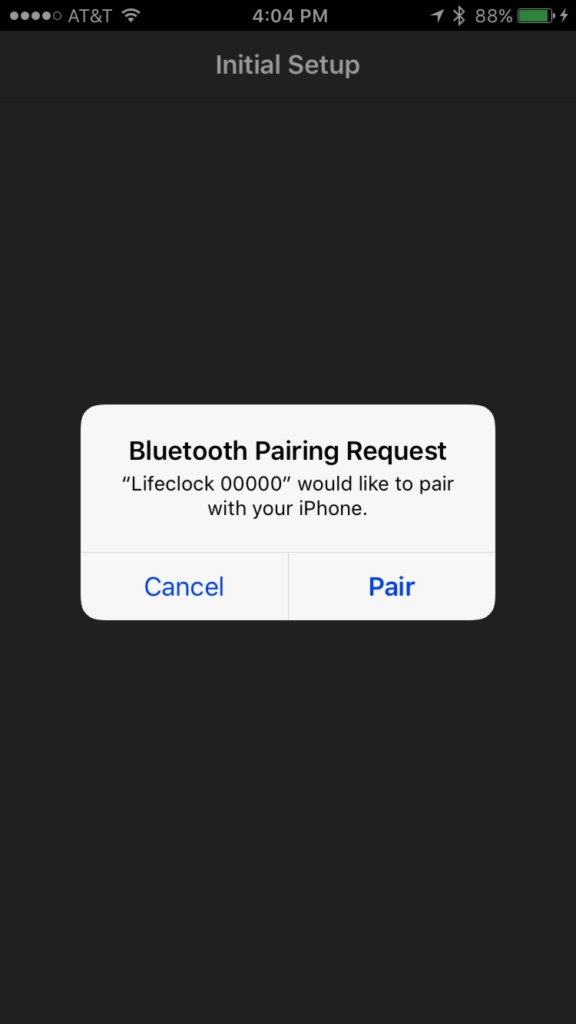 AT&T 4:04 PM 88%
Initial Setup
Bluetooth Pairing Request
“Lifeclock 00000” would like to pair
with your iPhone.
Cancel Pair